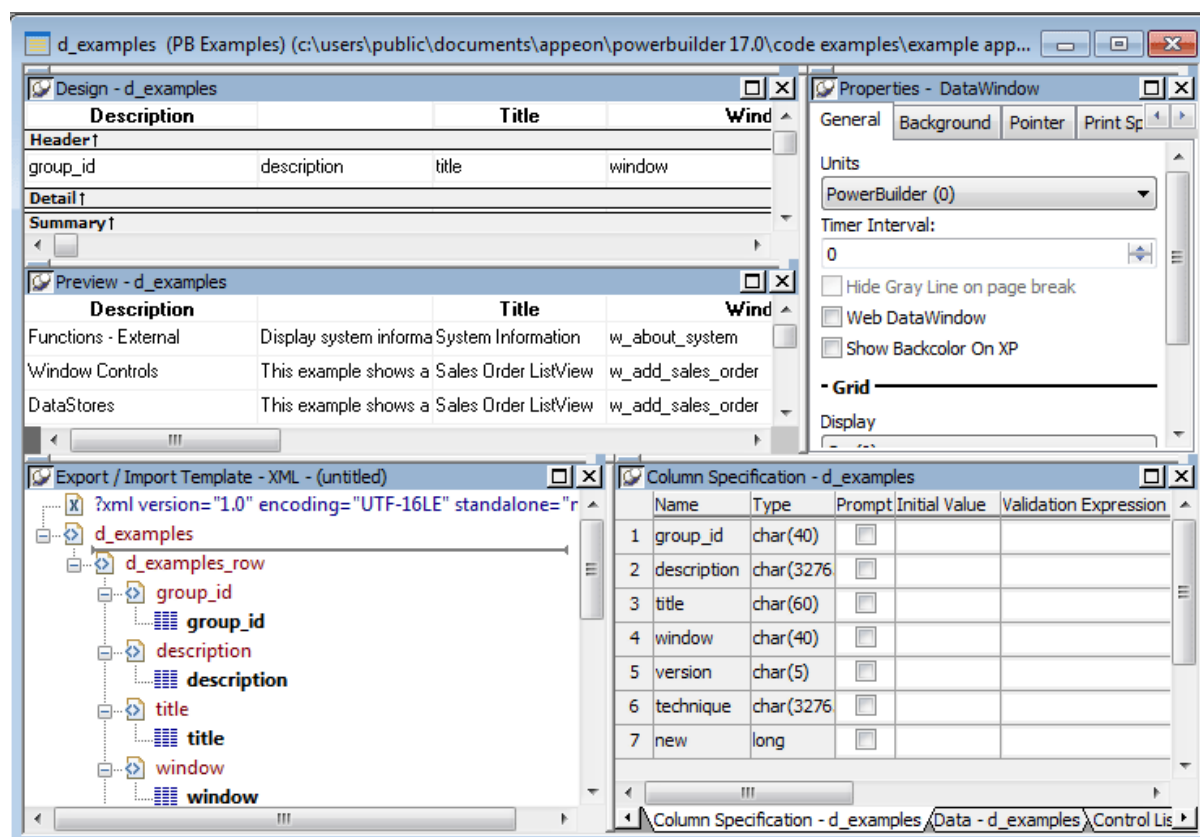 d_examples (PB Examples) (c:\users\public\documents\appeon\powerbuilder 17.0\code examples\example app...
Design - d_examples
Description Title Wind
Header↑
group_id description title window
Detail↑
Summary↑
Preview - d_examples
Description Title Wind
Functions - External Display system informa System Information w_about_system
Window Controls This example shows a Sales Order ListView w_add_sales_order
DataStores This example shows a Sales Order ListView w_add_sales_order
Properties - DataWindow
General Background Pointer Print Sp
Units
PowerBuilder (0)
Timer Interval:
0
Hide Gray Line on page break
Web DataWindow
Show Backcolor On XP
- Grid
Display
Export / Import Template - XML - (untitled)
?xml version="1.0" encoding="UTF-16LE" standalone="r
d_examples
d_examples_row
group_id
group_id
description
description
title
title
window
window
Column Specification - d_examples
Name Type Prompt Initial Value Validation Expression
1 group_id char(40)
2 description char(3276
3 title char(60)
4 window char(40)
5 version char(5)
6 technique char(3276
7 new long
Column Specification - d_examples Data - d_examples Control Lis